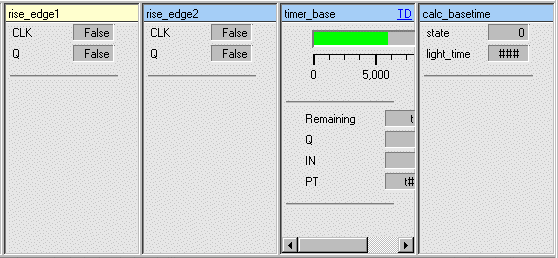 rise_edge1
CLK False
Q False
rise_edge2
CLK False
Q False
timer_base TD
0 5,000
Remaining t
Q
IN
PT t#
calc_basetime
state 0
light_time ###